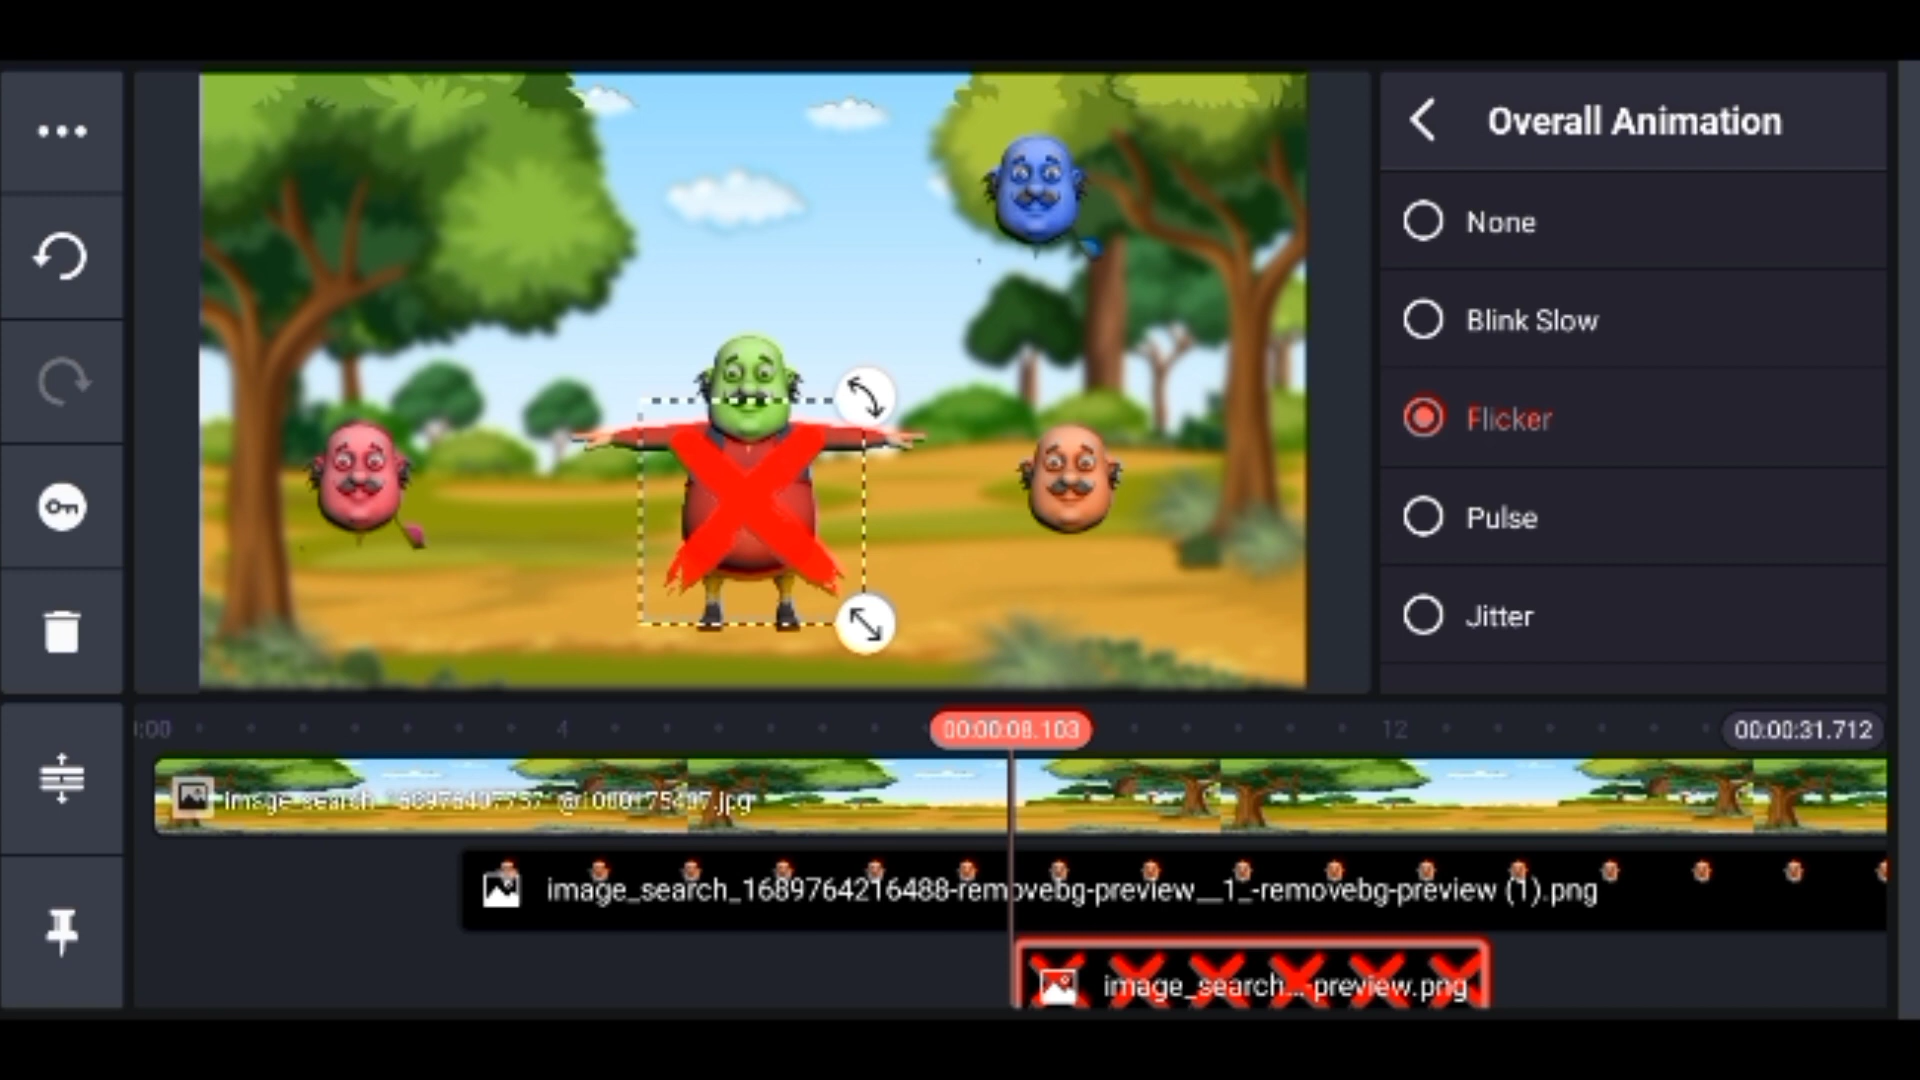 Overall Animation
None
Blink Slow
Flicker
Pulse
Jitter
:00
4
00:00:08.103
12
00:00:31.712
image_search_1689764216488-removebg-preview__1_-removebg-preview (1).png
image_search...-preview.png